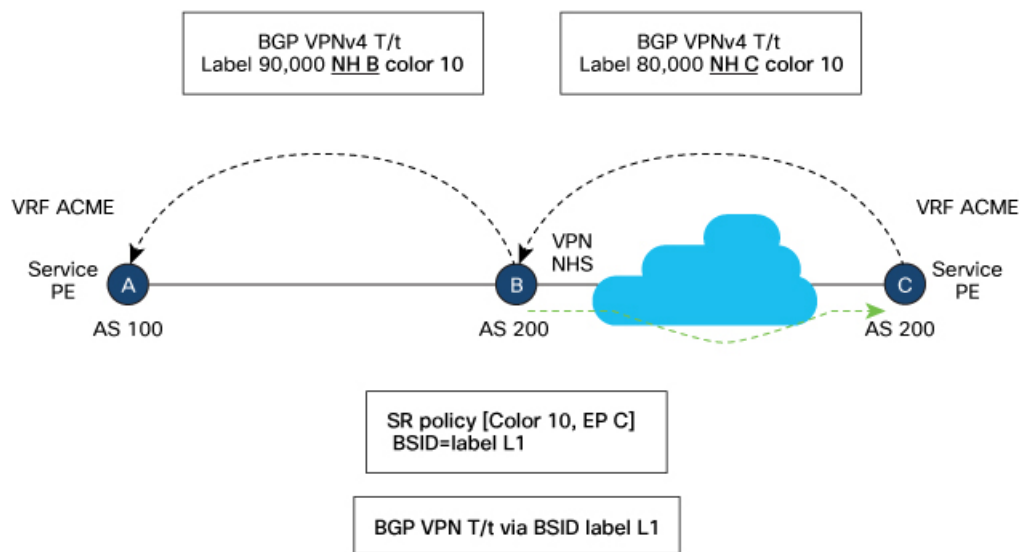 BGP VPNv4 T/t
Label 90,000 NH B color 10
BGP VPNv4 T/t
Label 80,000 NH C color 10
VRF ACME
VRF ACME
VPN
NHS
Service
PE
A
B
C
Service
PE
AS 100
AS 200
AS 200
SR policy [Color 10, EP C]
BSID=label L1
BGP VPN T/t via BSID label L1